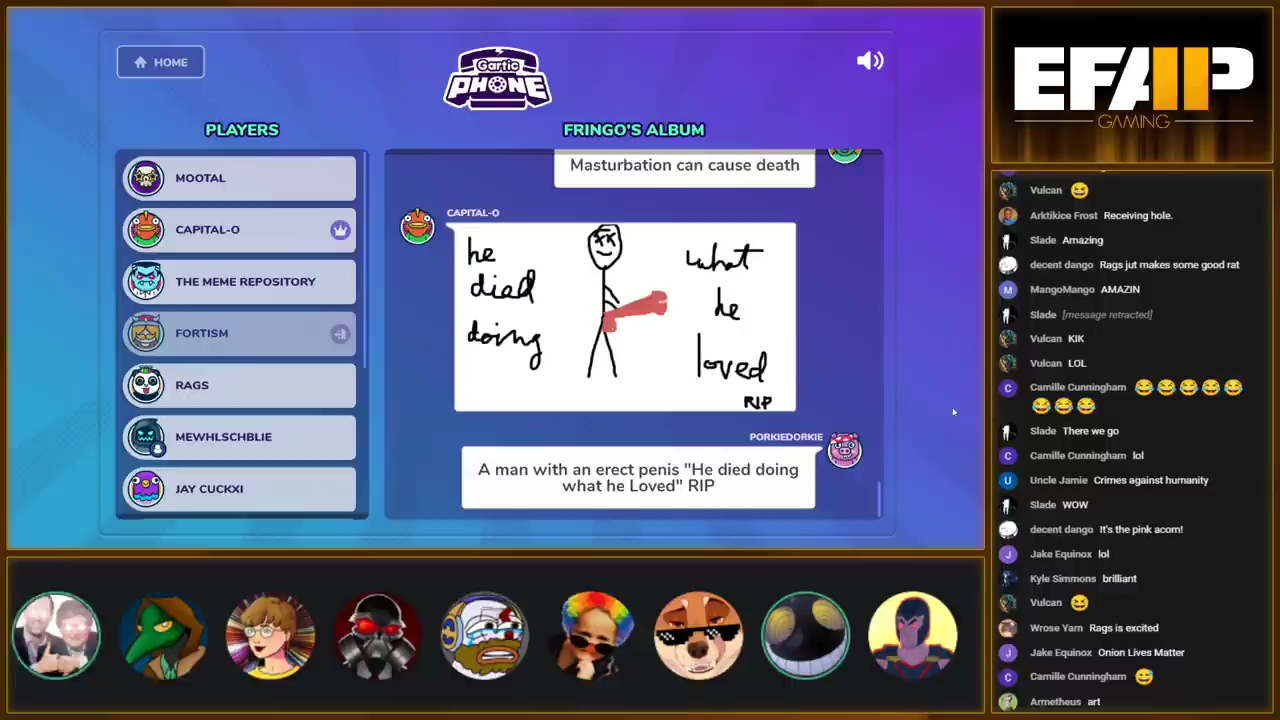 HOME
Gartic
PHONE
PLAYERS
MOOTAL
CAPITAL-O
THE MEME REPOSITORY
FORTISM
RAGS
MEWHLSCHBLIE
JAY CUCKXI
FRINGO'S ALBUM
Masturbation can cause death
CAPITAL-O
he
died
doing
what
he
loved
RIP
PORKIEDORKIE
A man with an erect penis "He died doing
what he Loved" RIP
EFAP
GAMING
Vulcan
Arktikice Frost Receiving hole.
Slade Amazing
decent dango Rags jut makes some good rat
M MangoMango AMAZIN
Slade [message retracted]
Vulcan KIK
Vulcan LOL
C Camille Cunningham
Slade There we go
C Camille Cunningham lol
U Uncle Jamie Crimes against humanity
Slade WOW
decent dango It's the pink acorn!
J Jake Equinox lol
Kyle Simmons brilliant
Vulcan
Wrose Yarn Rags is excited
J Jake Equinox Onion Lives Matter
C Camille Cunningham
Armetheus art